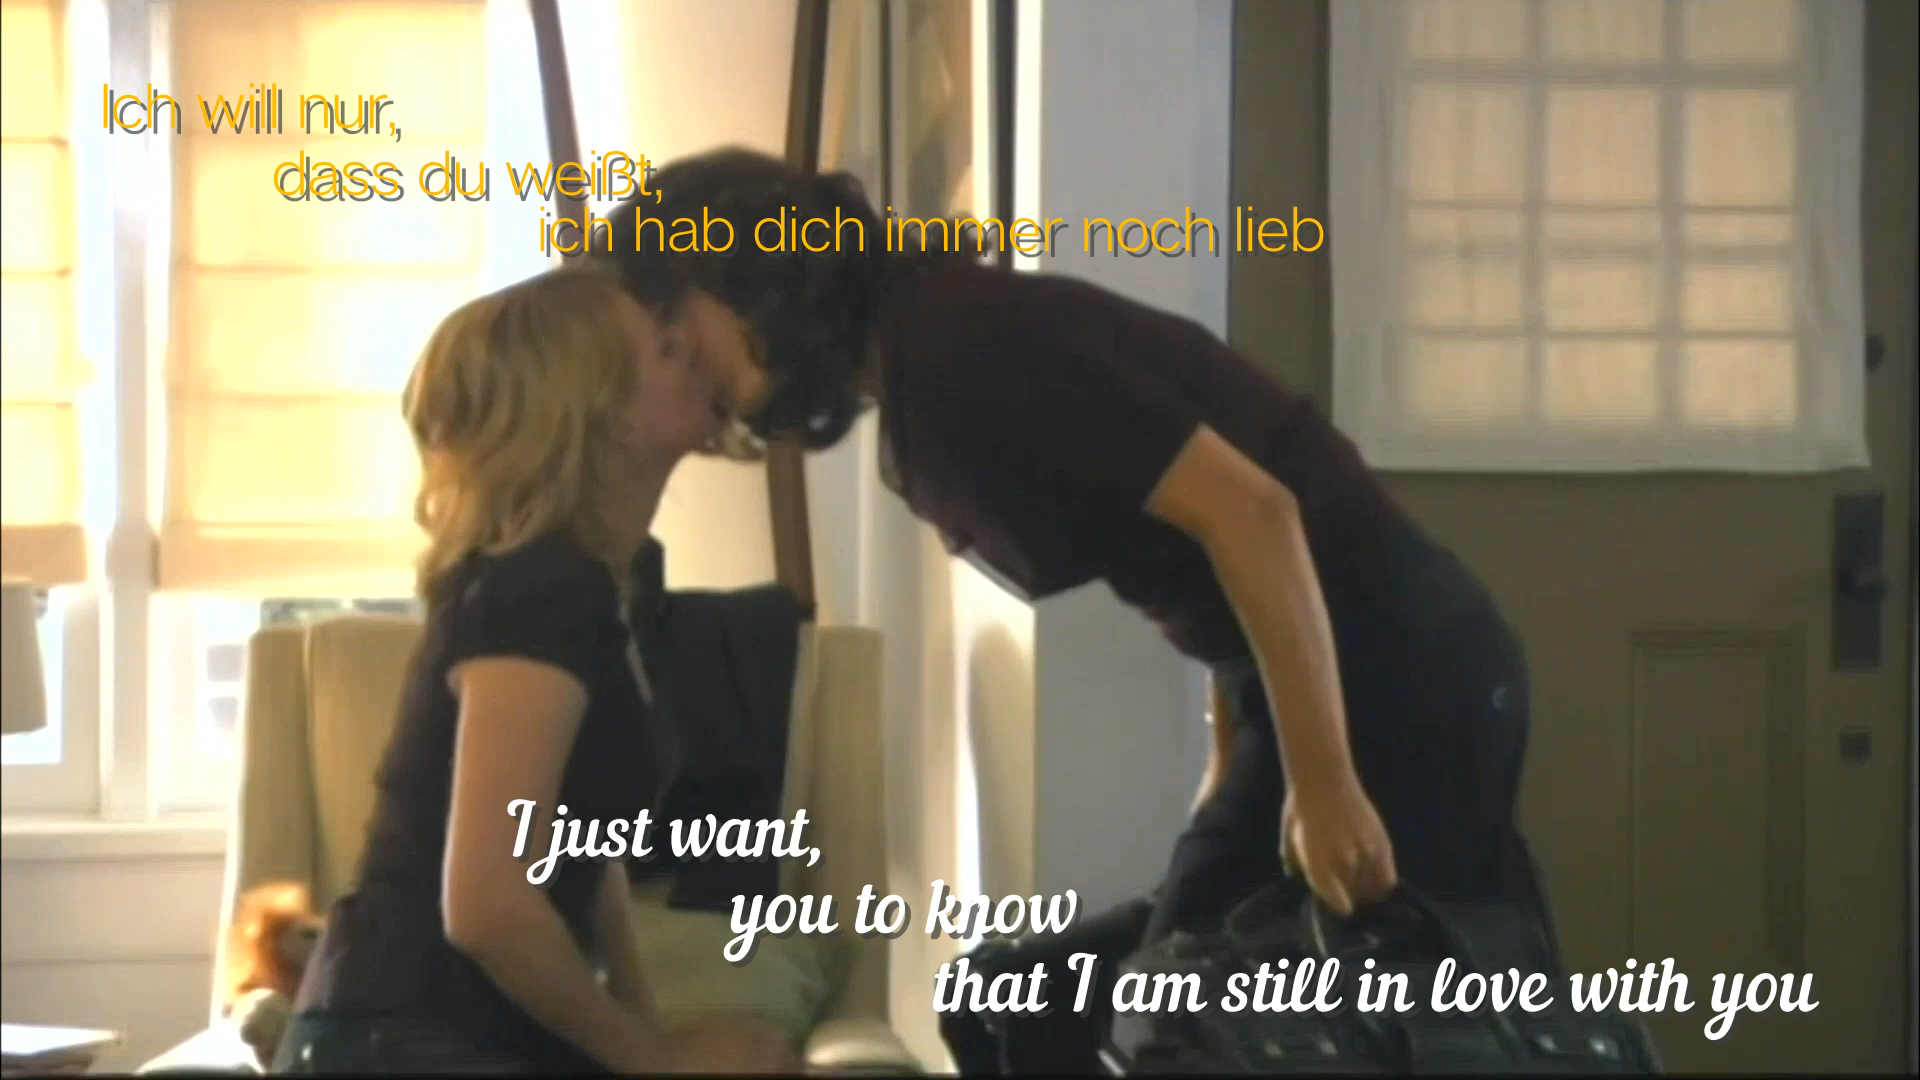 Ich will nur,
dass du weißt,
ich hab dich immer noch lieb
I just want,
you to know
that I am still in love with you